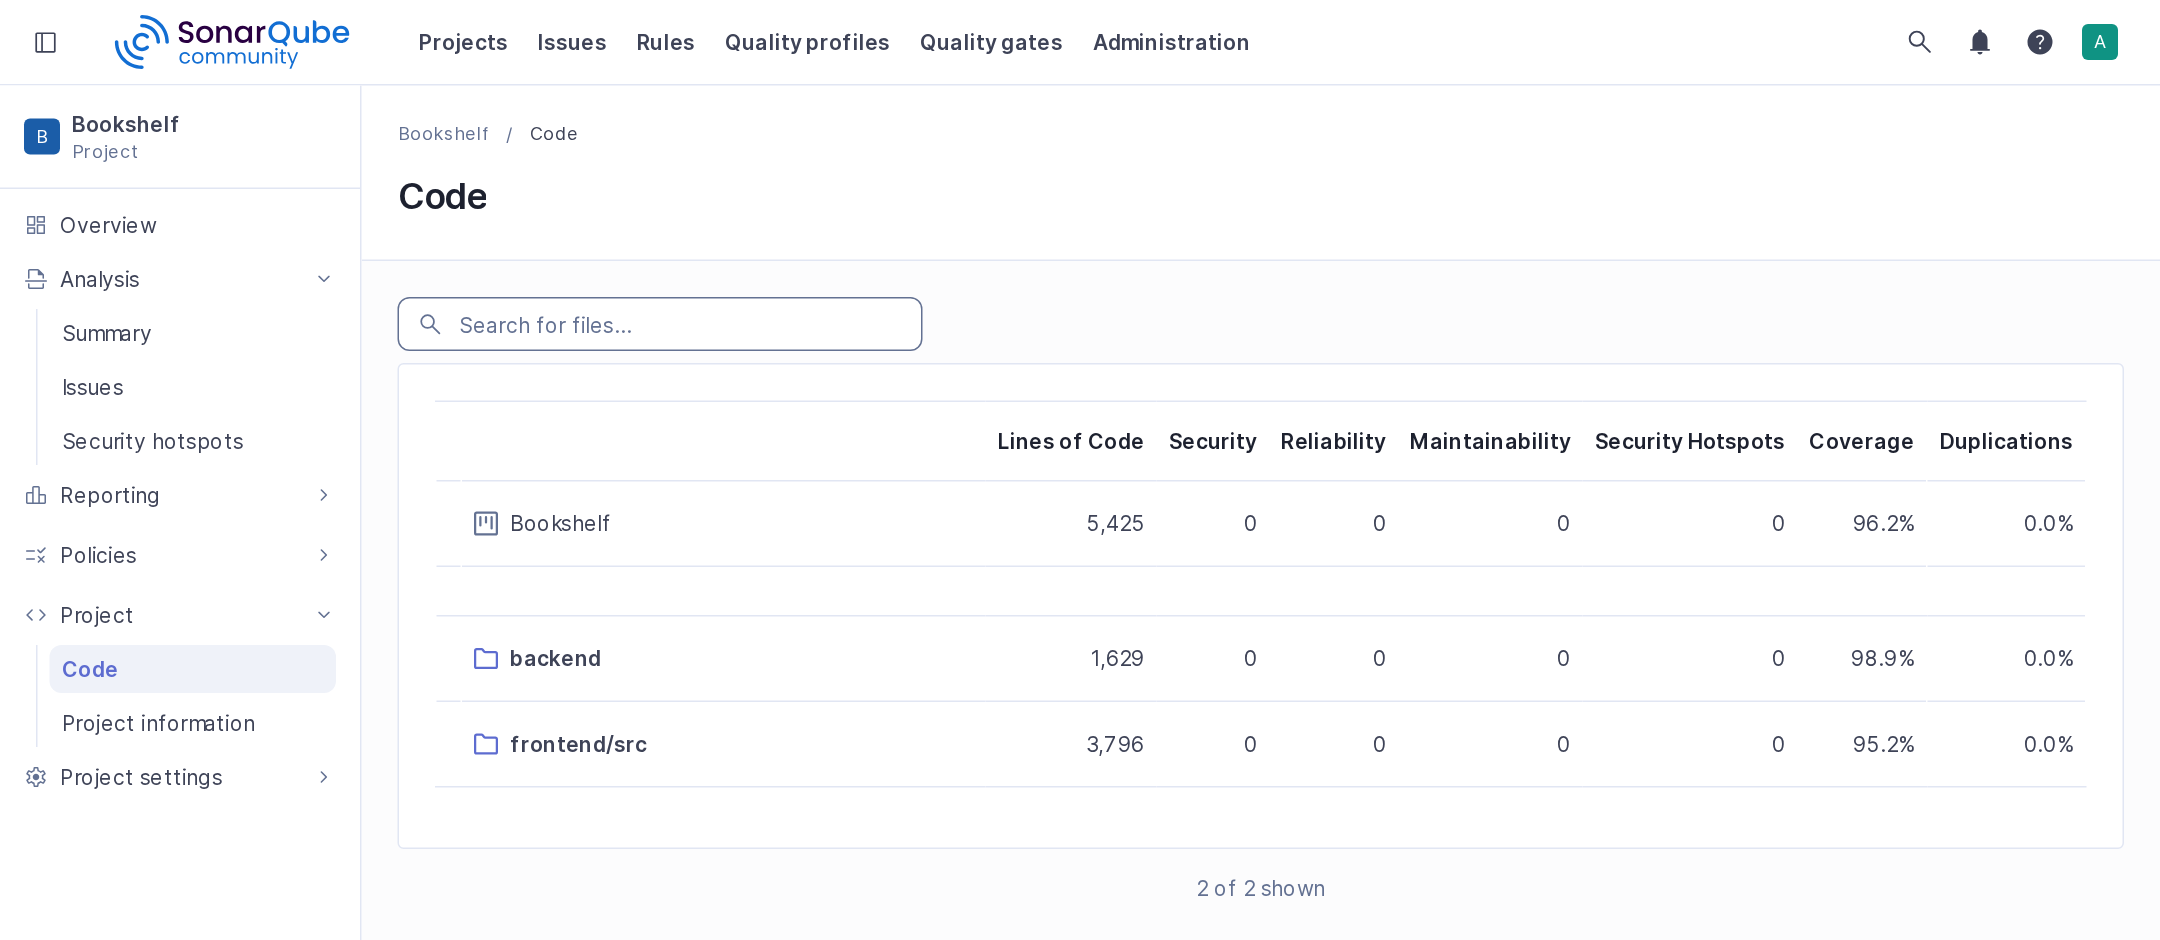 SonarQube
community
Projects Issues Rules Quality profiles Quality gates Administration
A
B
Bookshelf
Project
Overview
Analysis
Summary
Issues
Security hotspots
Reporting
Policies
Project
Code
Project information
Project settings
Bookshelf / Code
Code
Search for files...
Lines of Code Security Reliability Maintainability Security Hotspots Coverage Duplications
Bookshelf 5,425 0 0 0 0 96.2% 0.0%
backend 1,629 0 0 0 0 98.9% 0.0%
frontend/src 3,796 0 0 0 0 95.2% 0.0%
2 of 2 shown